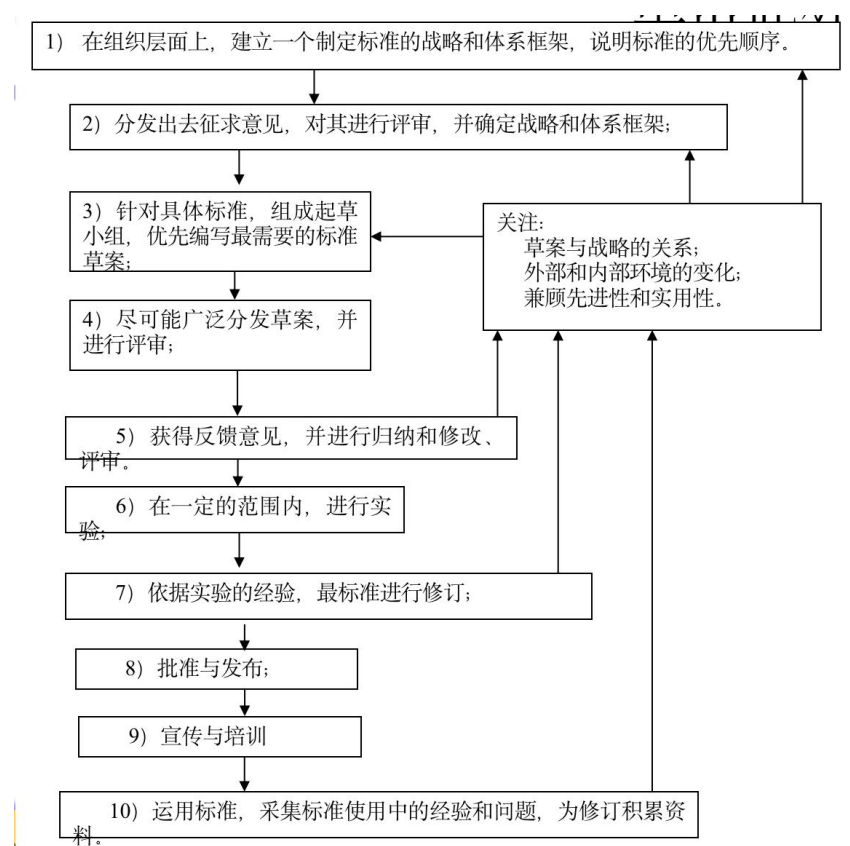 1） 在组织层面上，建立一个制定标准的战略和体系框架，说明标准的优先顺序。
2）分发出去征求意见，对其进行评审，并确定战略和体系框架；
3）针对具体标准，组成起草
小组，优先编写最需要的标准
草案；
关注：
草案与战略的关系；
外部和内部环境的变化；
兼顾先进性和实用性。
4）尽可能广泛分发草案，并
进行评审；
5）获得反馈意见，并进行归纳和修改、
评审。
6）在一定的范围内，进行实
验；
7）依据实验的经验，最标准进行修订；
8）批准与发布；
9）宣传与培训
10）运用标准，采集标准使用中的经验和问题，为修订积累资
料。